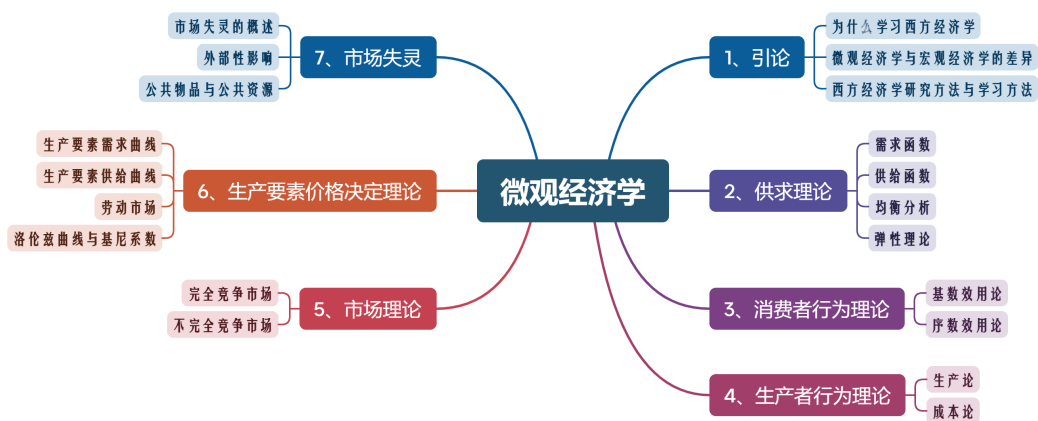 微观经济学
1、引论
为什么学习西方经济学
微观经济学与宏观经济学的差异
西方经济学研究方法与学习方法
2、供求理论
需求函数
供给函数
均衡分析
弹性理论
3、消费者行为理论
基数效用论
序数效用论
4、生产者行为理论
生产论
成本论
5、市场理论
完全竞争市场
不完全竞争市场
6、生产要素价格决定理论
生产要素需求曲线
生产要素供给曲线
劳动市场
洛伦兹曲线与基尼系数
7、市场失灵
市场失灵的概述
外部性影响
公共物品与公共资源